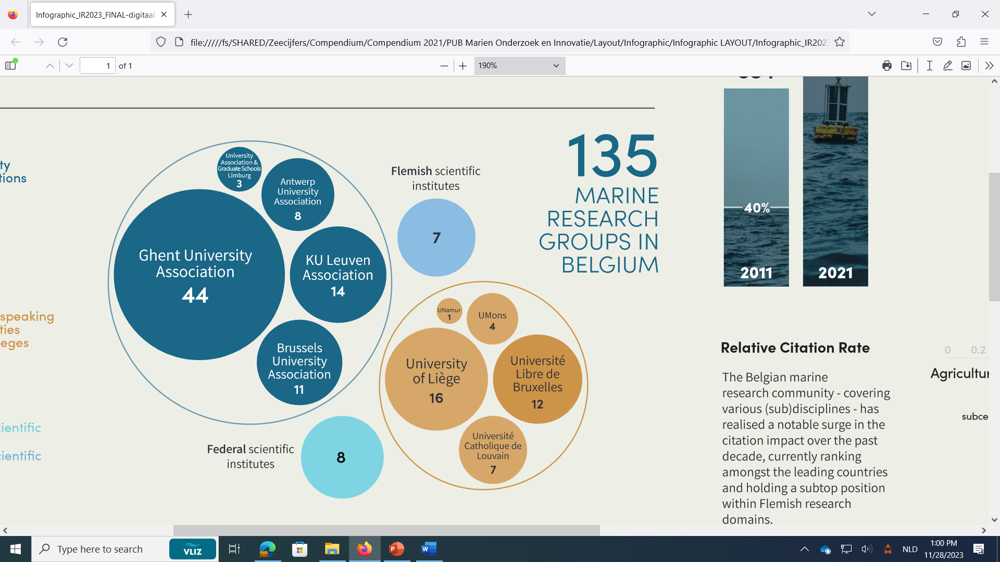 Infographic_IR2023_FINAL-digitaal
file://///fs/SHARED/Zeecijfers/Compendium/Compendium 2021/PUB Marien Onderzoek en Innovatie/Layout/Infographic/Infographic LAYOUT/Infographic_IR2023
1 of 1
190%
University
Association &
Graduate Schools
Limburg
3
Antwerp
University
Association
8
Ghent University
Association
44
KU Leuven
Association
14
Brussels
University
Association
11
Flemish scientific
institutes
7
135
MARINE
RESEARCH
GROUPS IN
BELGIUM
VLIZ
40%
2011
2021
speaking
UNamur
1
UMons
4
University
of Liège
16
Université
Libre de
Bruxelles
12
Université
Catholique de
Louvain
7
Federal scientific
institutes
8
Relative Citation Rate
The Belgian marine
research community - covering
various (sub)disciplines - has
realised a notable surge in the
citation impact over the past
decade, currently ranking
amongst the leading countries
and holding a subtop position
within Flemish research
domains.
0 0.2
Agricultur
subce
ty
tions
ties
eges
cientific
cientific
Type here to search
VLIZ
NLD
1:00 PM
11/28/2023